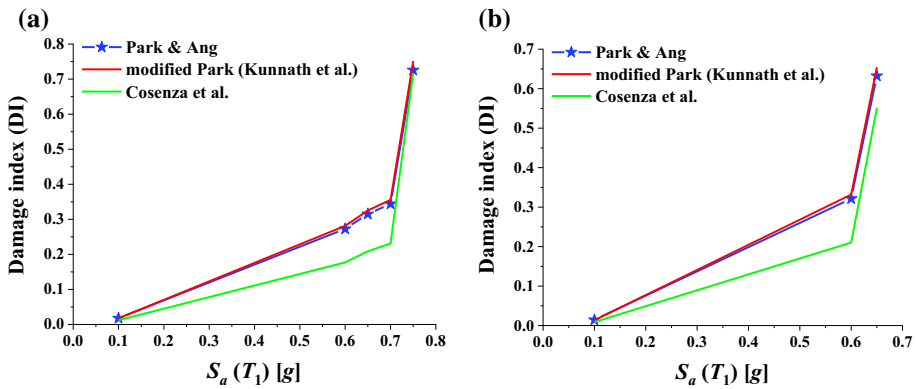 (a)
Park & Ang
modified Park (Kunnath et al.)
Cosenza et al.
Damage index (DI)
0.8
0.7
0.6
0.5
0.4
0.3
0.2
0.1
0.0
0.0 0.1 0.2 0.3 0.4 0.5 0.6 0.7 0.8
Sa (T1) [g]
(b)
Park & Ang
modified Park (Kunnath et al.)
Cosenza et al.
Damage index (DI)
0.7
0.6
0.5
0.4
0.3
0.2
0.1
0.0
0.0 0.1 0.2 0.3 0.4 0.5 0.6 0.7
Sa (T1) [g]